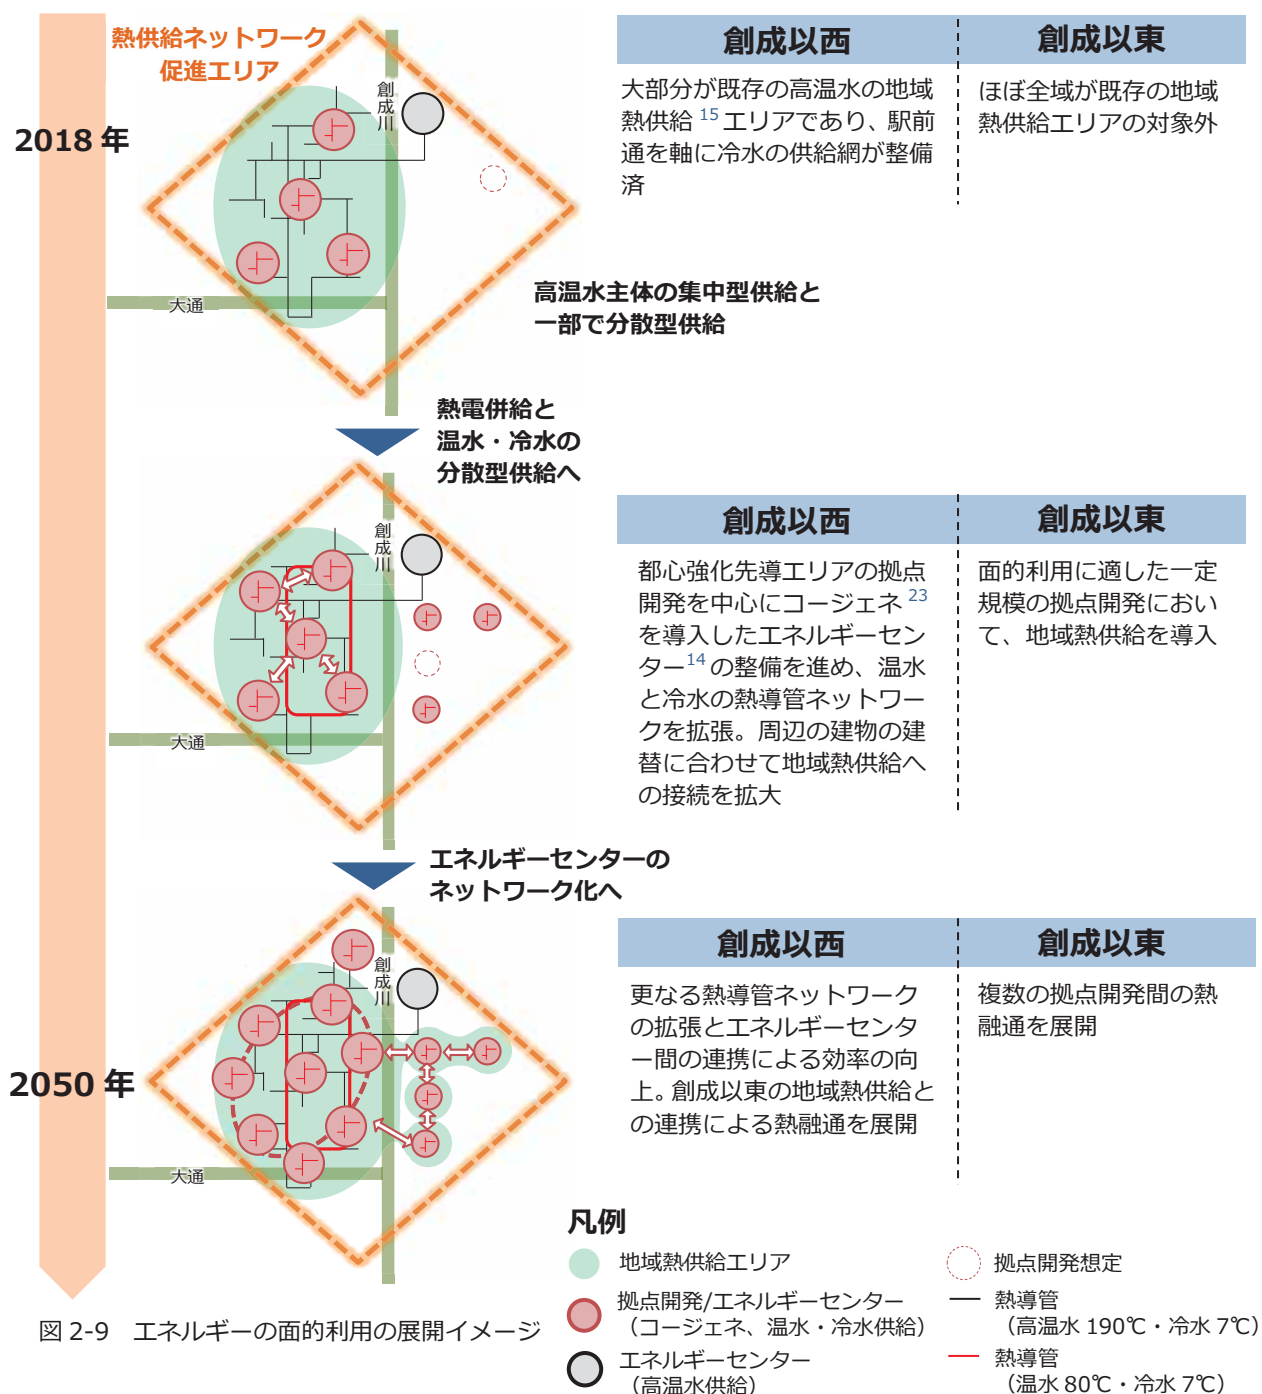 熱供給ネットワーク
促進エリア
2018 年
創成川
大通
創成以西
創成以東
大部分が既存の高温水の地域
熱供給 15 エリアであり、駅前
通を軸に冷水の供給網が整備
済
ほぼ全域が既存の地域
熱供給エリアの対象外
高温水主体の集中型供給と
一部で分散型供給
熱電併給と
温水・冷水の
分散型供給へ
創成川
大通
創成以西
創成以東
都心強化先導エリアの拠点
開発を中心にコージェネ 23
を導入したエネルギーセン
ター14 の整備を進め、温水
と冷水の熱導管ネットワー
クを拡張。周辺の建物の建
替に合わせて地域熱供給へ
の接続を拡大
面的利用に適した一定
規模の拠点開発におい
て、地域熱供給を導入
エネルギーセンターの
ネットワーク化へ
2050 年
創成川
大通
創成以西
創成以東
更なる熱導管ネットワーク
の拡張とエネルギーセンタ
ー間の連携による効率の向
上。創成以東の地域熱供給と
の連携による熱融通を展開
複数の拠点開発間の熱
融通を展開
凡例
地域熱供給エリア
拠点開発/エネルギーセンター
（コージェネ、温水・冷水供給）
エネルギーセンター
（高温水供給）
拠点開発想定
熱導管
（高温水 190℃・冷水 7℃）
熱導管
（温水 80℃・冷水 7℃）
図 2-9　エネルギーの面的利用の展開イメージ